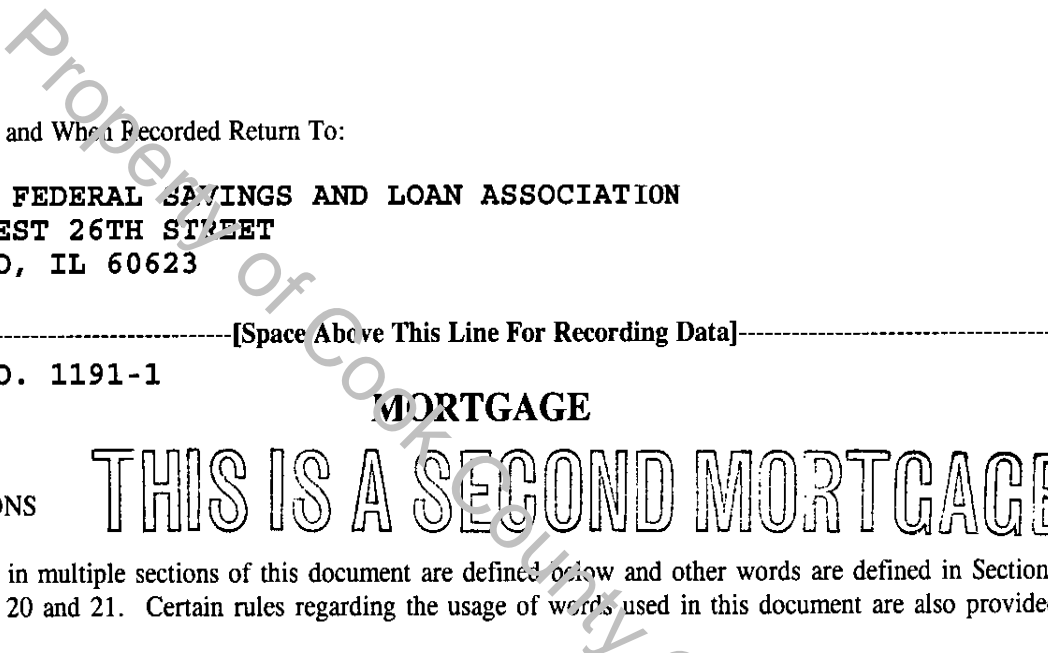 Property of Cook County
and When Recorded Return To:
FEDERAL SAVINGS AND LOAN ASSOCIATION
EST 26TH STREET
O, IL 60623
---------------------------[Space Above This Line For Recording Data]-----------------------------------
O. 1191-1
MORTGAGE
THIS IS A SECOND MORTGAGE
ONS
in multiple sections of this document are defined below and other words are defined in Section
20 and 21. Certain rules regarding the usage of words used in this document are also provide